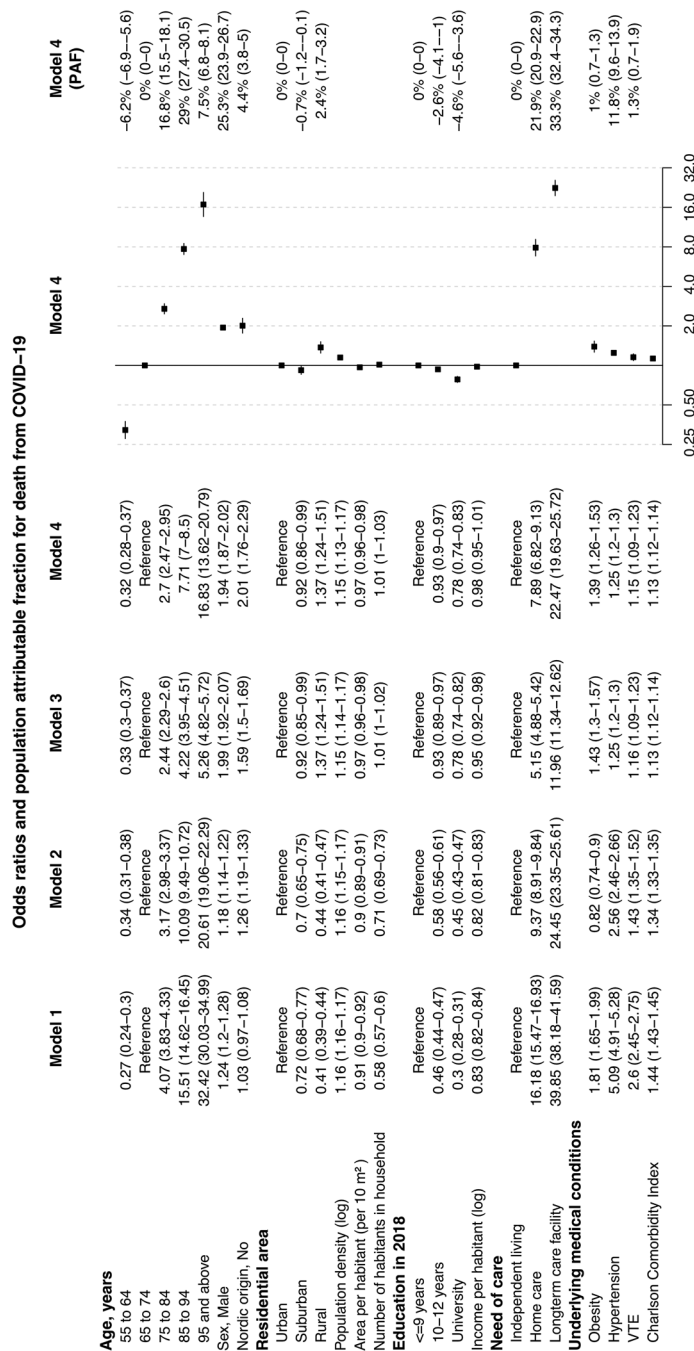 Odds ratios and population attributable fraction for death from COVID−19
Model 1 Model 2 Model 3 Model 4 Model 4 Model 4
(PAF)
Age, years
55 to 64 0.27 (0.24−0.3) 0.34 (0.31−0.38) 0.33 (0.3−0.37) 0.32 (0.28−0.37) −6.2% (−6.9−−5.6)
65 to 74 Reference Reference Reference Reference 0% (0−0)
75 to 84 4.07 (3.83−4.33) 3.17 (2.98−3.37) 2.44 (2.29−2.6) 2.7 (2.47−2.95) 16.8% (15.5−18.1)
85 to 94 15.51 (14.62−16.45) 10.09 (9.49−10.72) 4.22 (3.95−4.51) 7.71 (7−8.5) 29% (27.4−30.5)
95 and above 32.42 (30.03−34.99) 20.61 (19.06−22.29) 5.26 (4.82−5.72) 16.83 (13.62−20.79) 7.5% (6.8−8.1)
Sex, Male 1.24 (1.2−1.28) 1.18 (1.14−1.22) 1.99 (1.92−2.07) 1.94 (1.87−2.02) 25.3% (23.9−26.7)
Nordic origin, No 1.03 (0.97−1.08) 1.26 (1.19−1.33) 1.59 (1.5−1.69) 2.01 (1.76−2.29) 4.4% (3.8−5)
Residential area
Urban Reference Reference Reference Reference 0% (0−0)
Suburban 0.72 (0.68−0.77) 0.7 (0.65−0.75) 0.92 (0.85−0.99) 0.92 (0.86−0.99) −0.7% (−1.2−−0.1)
Rural 0.41 (0.39−0.44) 0.44 (0.41−0.47) 1.37 (1.24−1.51) 1.37 (1.24−1.51) 2.4% (1.7−3.2)
Population density (log) 1.16 (1.16−1.17) 1.16 (1.15−1.17) 1.15 (1.14−1.17) 1.15 (1.13−1.17)
Area per habitant (per 10 m²) 0.91 (0.9−0.92) 0.9 (0.89−0.91) 0.97 (0.96−0.98) 0.97 (0.96−0.98)
Number of habitants in household 0.58 (0.57−0.6) 0.71 (0.69−0.73) 1.01 (1−1.02) 1.01 (1−1.03)
Education in 2018
<=9 years Reference Reference Reference Reference 0% (0−0)
10−12 years 0.46 (0.44−0.47) 0.58 (0.56−0.61) 0.93 (0.89−0.97) 0.93 (0.9−0.97) −2.6% (−4.1−−1)
University 0.3 (0.28−0.31) 0.45 (0.43−0.47) 0.78 (0.74−0.82) 0.78 (0.74−0.83) −4.6% (−5.6−−3.6)
Income per habitant (log) 0.83 (0.82−0.84) 0.82 (0.81−0.83) 0.95 (0.92−0.98) 0.98 (0.95−1.01)
Need of care
Independent living Reference Reference Reference Reference 0% (0−0)
Home care 16.18 (15.47−16.93) 9.37 (8.91−9.84) 5.15 (4.88−5.42) 7.89 (6.82−9.13) 21.9% (20.9−22.9)
Longterm care facility 39.85 (38.18−41.59) 24.45 (23.35−25.61) 11.96 (11.34−12.62) 22.47 (19.63−25.72) 33.3% (32.4−34.3)
Underlying medical conditions
Obesity 1.81 (1.65−1.99) 0.82 (0.74−0.9) 1.43 (1.3−1.57) 1.39 (1.26−1.53) 1% (0.7−1.3)
Hypertension 5.09 (4.91−5.28) 2.56 (2.46−2.66) 1.25 (1.2−1.3) 1.25 (1.2−1.3) 11.8% (9.6−13.9)
VTE 2.6 (2.45−2.75) 1.43 (1.35−1.52) 1.16 (1.09−1.23) 1.15 (1.09−1.23) 1.3% (0.7−1.9)
Charlson Comorbidity Index 1.44 (1.43−1.45) 1.34 (1.33−1.35) 1.13 (1.12−1.14) 1.13 (1.12−1.14)
0.25 0.50 2.0 4.0 8.0 16.0 32.0